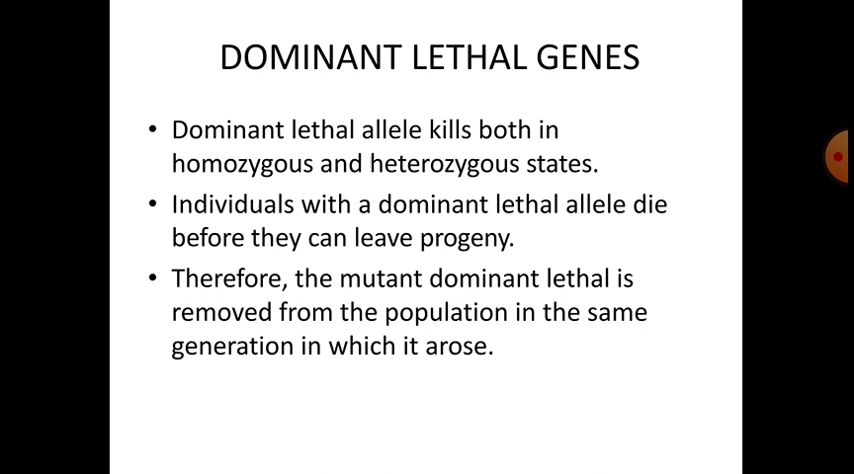 DOMINANT LETHAL GENES
• Dominant lethal allele kills both in
homozygous and heterozygous states.
• Individuals with a dominant lethal allele die
before they can leave progeny.
• Therefore, the mutant dominant lethal is
removed from the population in the same
generation in which it arose.